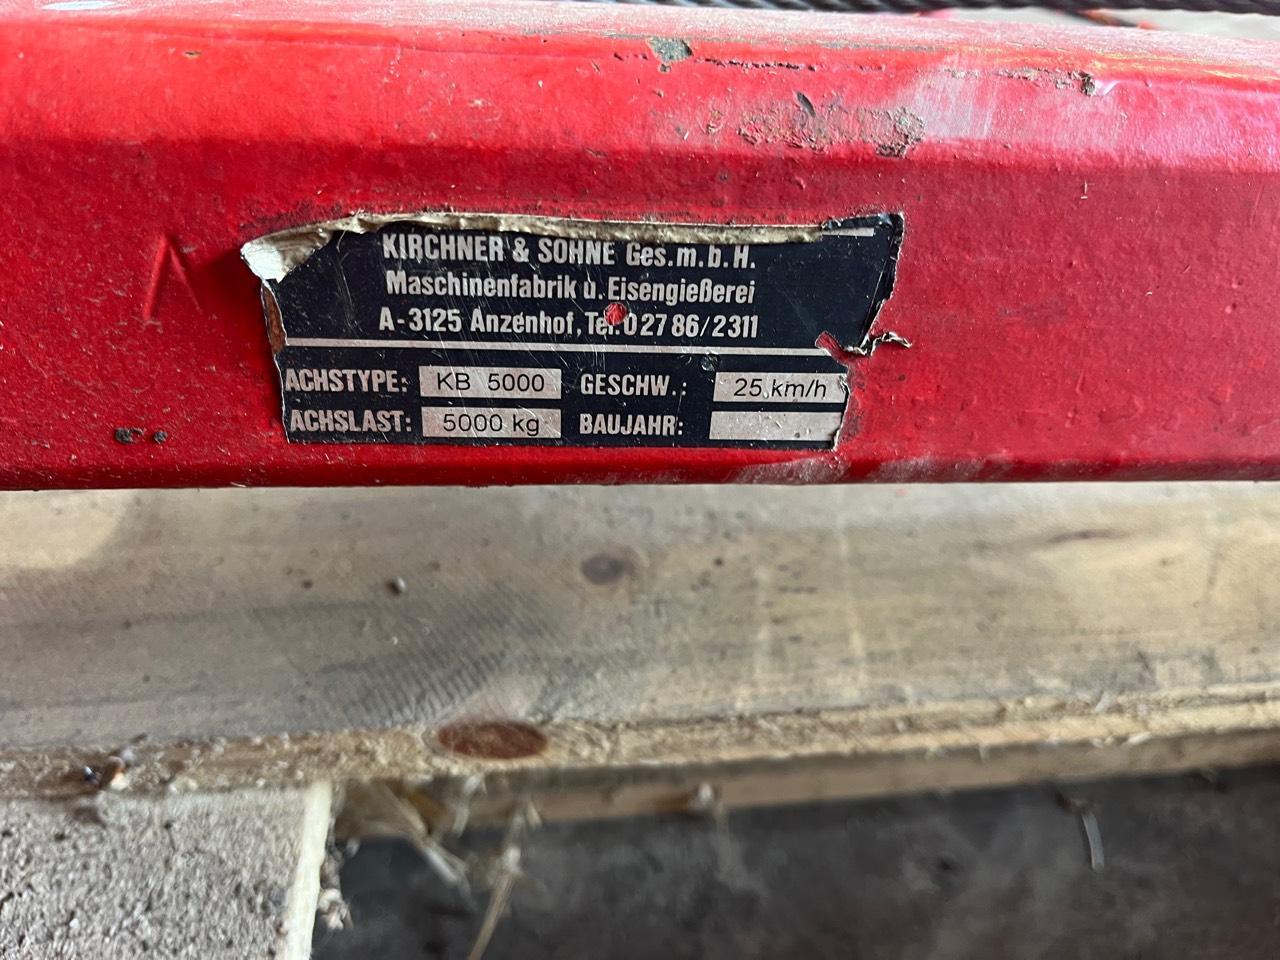 KIRCHNER & SÖHNE Ges.m.b.H.
Maschinenfabrik u. Eisengießerei
A-3125 Anzenhof, Tel. 0 27 86/2311
ACHSTYPE: KB 5000 GESCHW.: 25 km/h
ACHSLAST: 5000 kg BAUJAHR: